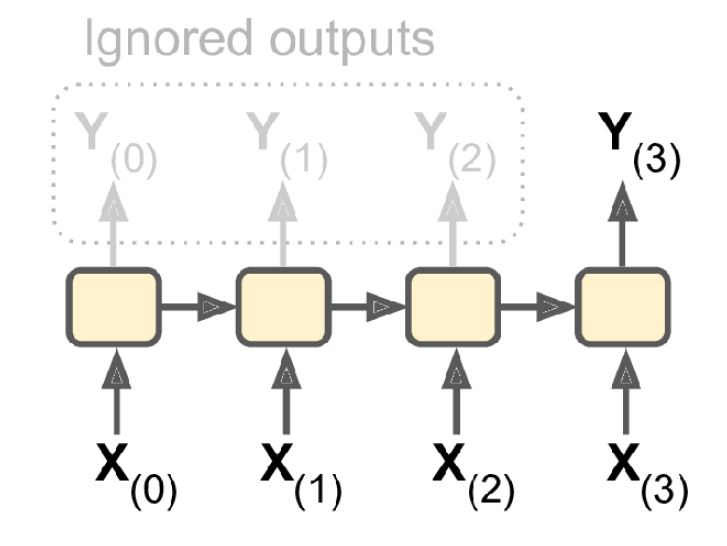 Ignored outputs
Y(0) Y(1) Y(2) Y(3)
X(0) X(1) X(2) X(3)